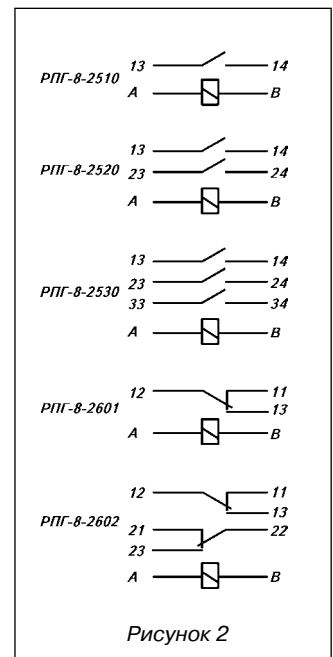 13 14
РПГ-8-2510
A B
13 14
РПГ-8-2520 23 24
A B
13 14
23 24
РПГ-8-2530
33 34
A B
12 11
13
РПГ-8-2601
A B
12 11
13
РПГ-8-2602
21 22
23
A B
Рисунок 2